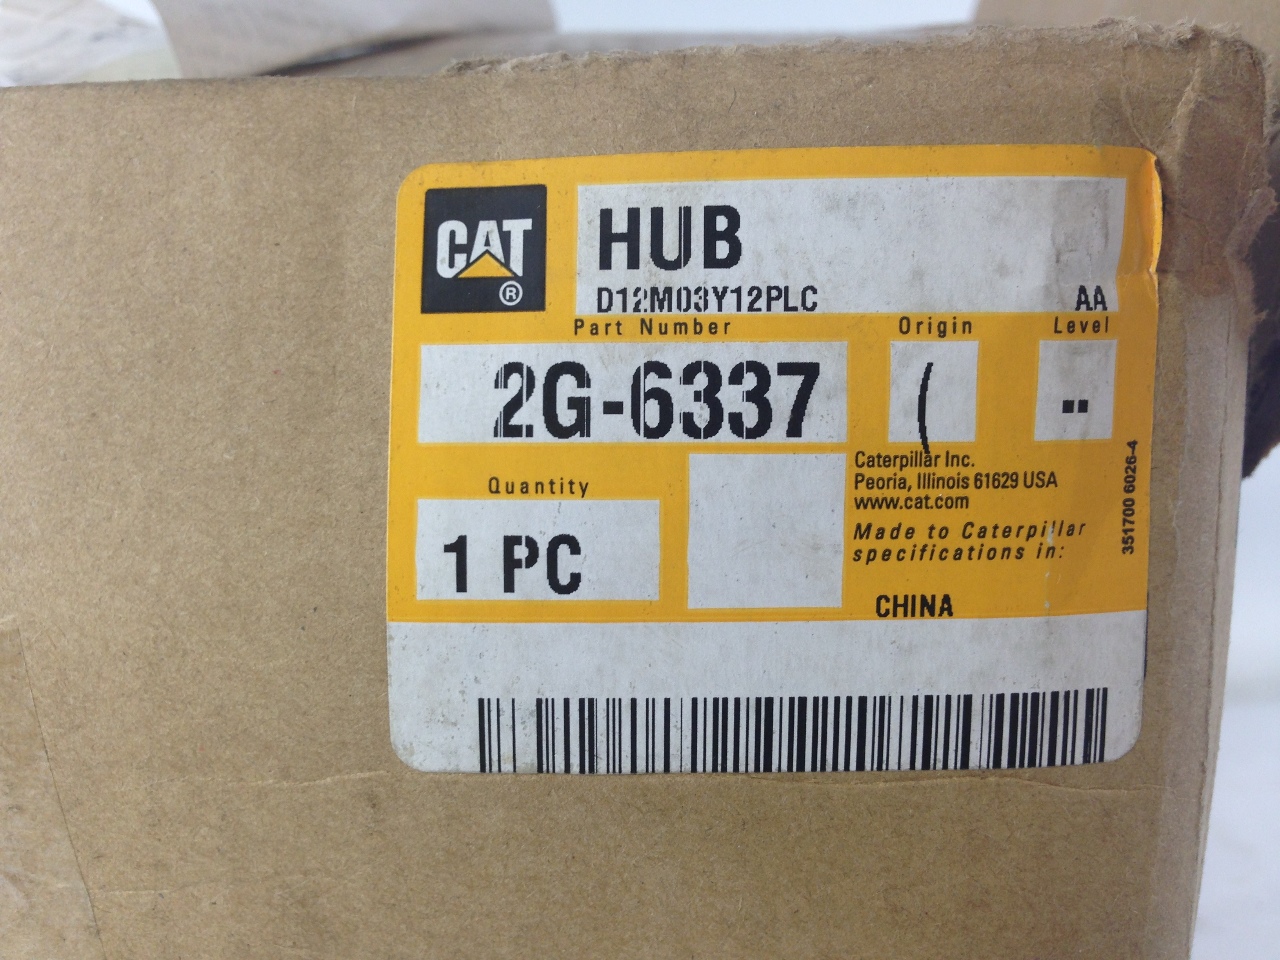 CAT
®
HUB
D12M03Y12PLC AA
Part Number Origin Level
2G-6337 ( --
Quantity
1 PC
Caterpillar Inc.
Peoria, Illinois 61629 USA
www.cat.com
Made to Caterpillar
specifications in:
CHINA
351700 6026-4